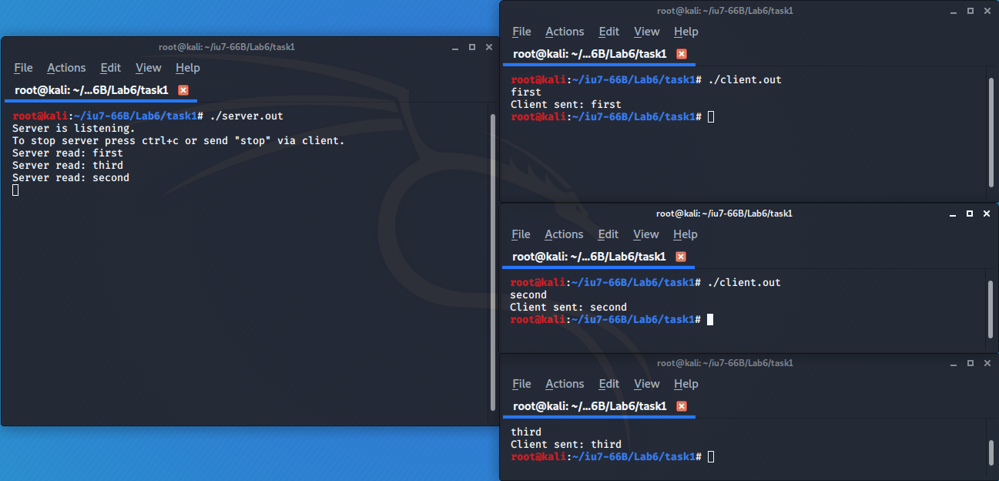 root@kali: ~/iu7-66B/Lab6/task1
File Actions Edit View Help
root@kali: ~/...6B/Lab6/task1
root@kali:~/iu7-66B/Lab6/task1# ./server.out
Server is listening.
To stop server press ctrl+c or send "stop" via client.
Server read: first
Server read: third
Server read: second
root@kali: ~/iu7-66B/Lab6/task1
File Actions Edit View Help
root@kali: ~/...6B/Lab6/task1
root@kali:~/iu7-66B/Lab6/task1# ./client.out
first
Client sent: first
root@kali:~/iu7-66B/Lab6/task1#
root@kali: ~/iu7-66B/Lab6/task1
File Actions Edit View Help
root@kali: ~/...6B/Lab6/task1
root@kali:~/iu7-66B/Lab6/task1# ./client.out
second
Client sent: second
root@kali:~/iu7-66B/Lab6/task1#
root@kali: ~/iu7-66B/Lab6/task1
File Actions Edit View Help
root@kali: ~/...6B/Lab6/task1
third
Client sent: third
root@kali:~/iu7-66B/Lab6/task1#